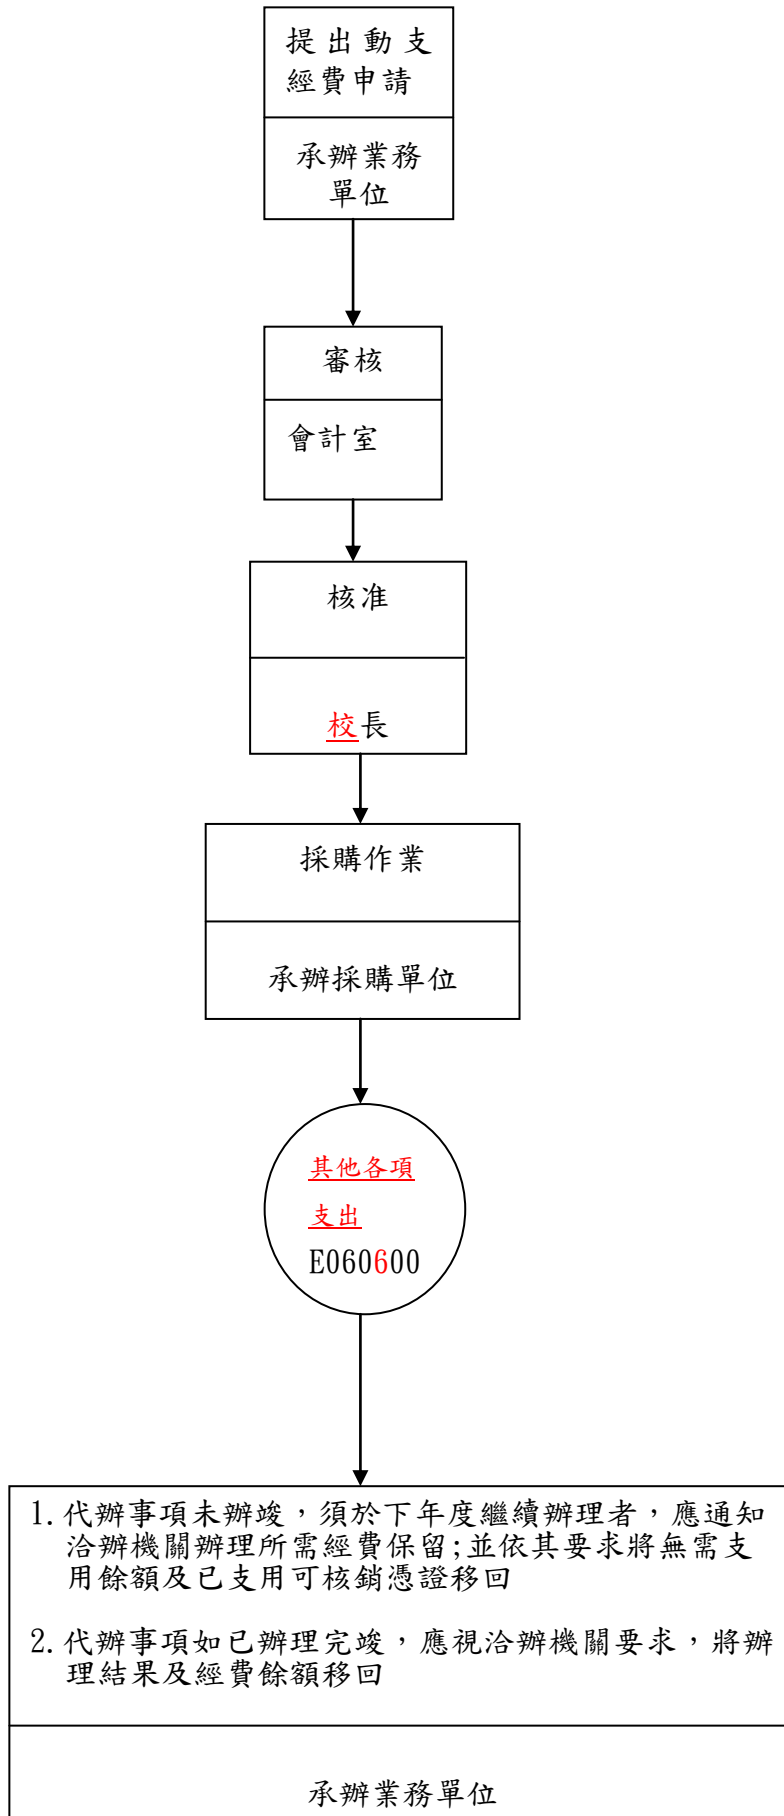 提出動支
經費申請
承辦業務
單位
審核
會計室
核准
校長
採購作業
承辦採購單位
其他各項
支出
E060600
1.代辦事項未辦竣，須於下年度繼續辦理者，應通知
洽辦機關辦理所需經費保留;並依其要求將無需支
用餘額及已支用可核銷憑證移回
2.代辦事項如已辦理完竣，應視洽辦機關要求，將辦
理結果及經費餘額移回
承辦業務單位